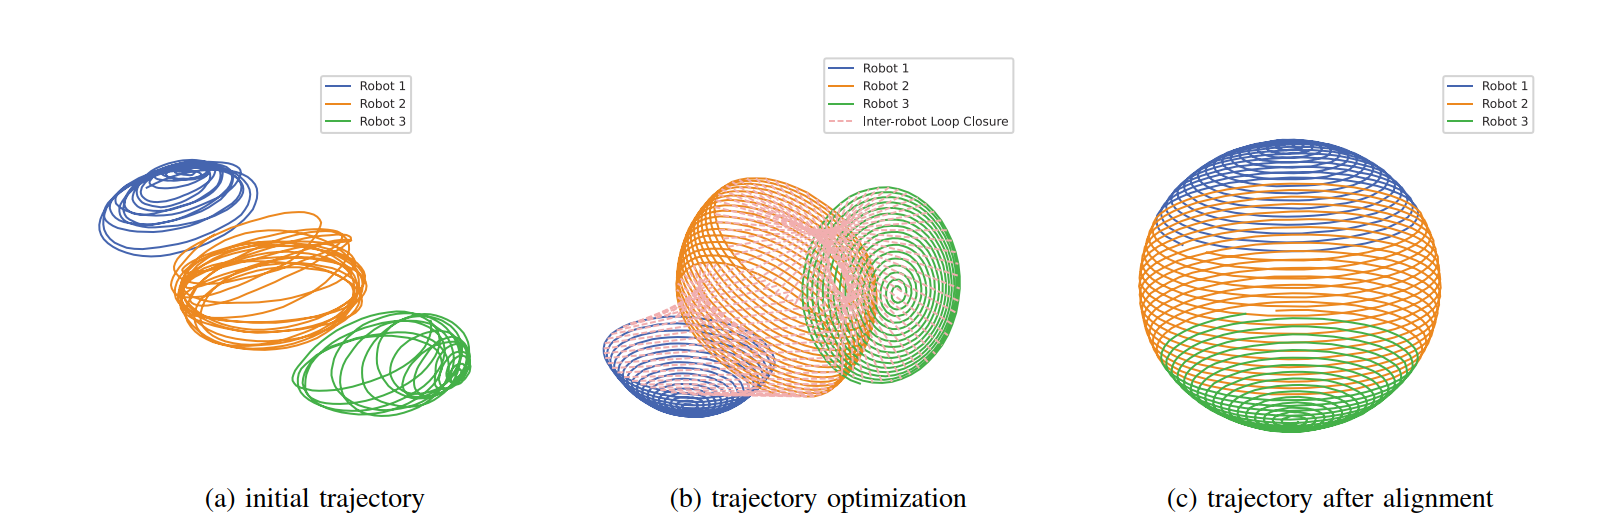 Robot 1
Robot 2
Robot 3
Robot 1
Robot 2
Robot 3
Inter-robot Loop Closure
Robot 1
Robot 2
Robot 3
(a) initial trajectory
(b) trajectory optimization
(c) trajectory after alignment